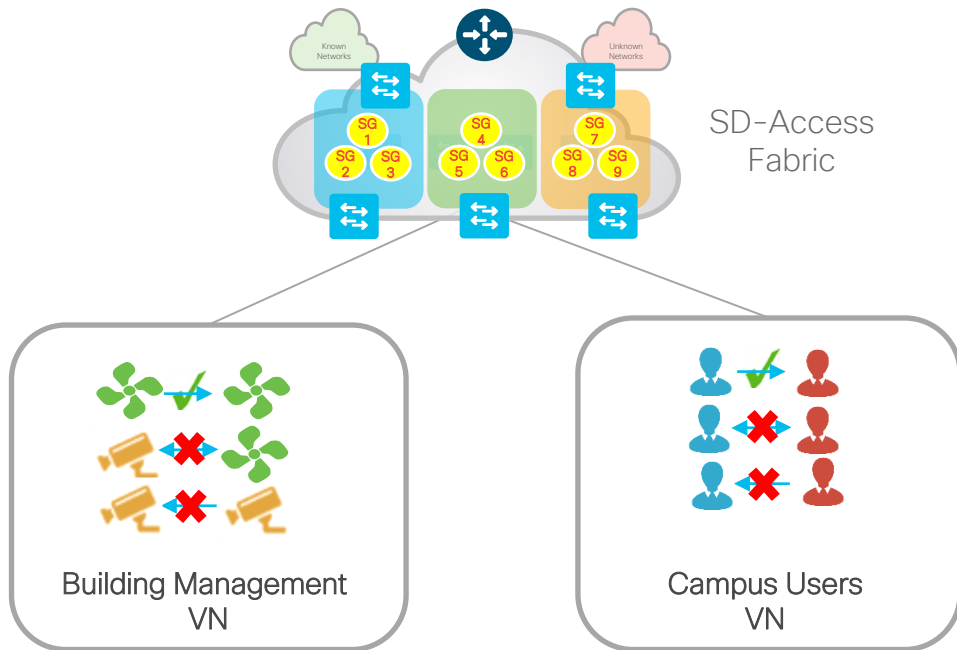 Known
Networks
Unknown
Networks
SD-Access
Fabric
SG
1
SG
2
SG
3
SG
4
SG
5
SG
6
SG
7
SG
8
SG
9
Building Management
VN
Campus Users
VN